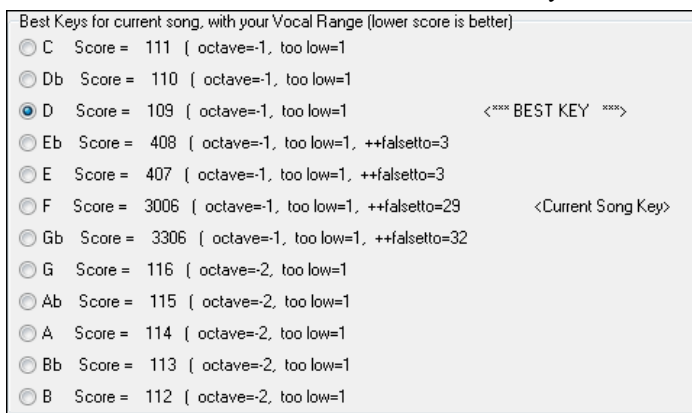 Best Keys for current song, with your Vocal Range (lower score is better)
C Score = 111 ( octave=-1, too low=1
Db Score = 110 ( octave=-1, too low=1
D Score = 109 ( octave=-1, too low=1 <*** BEST KEY ***>
Eb Score = 408 ( octave=-1, too low=1, ++falsetto=3
E Score = 407 ( octave=-1, too low=1, ++falsetto=3
F Score = 3006 ( octave=-1, too low=1, ++falsetto=29 <Current Song Key>
Gb Score = 3306 ( octave=-1, too low=1, ++falsetto=32
G Score = 116 ( octave=-2, too low=1
Ab Score = 115 ( octave=-2, too low=1
A Score = 114 ( octave=-2, too low=1
Bb Score = 113 ( octave=-2, too low=1
B Score = 112 ( octave=-2, too low=1